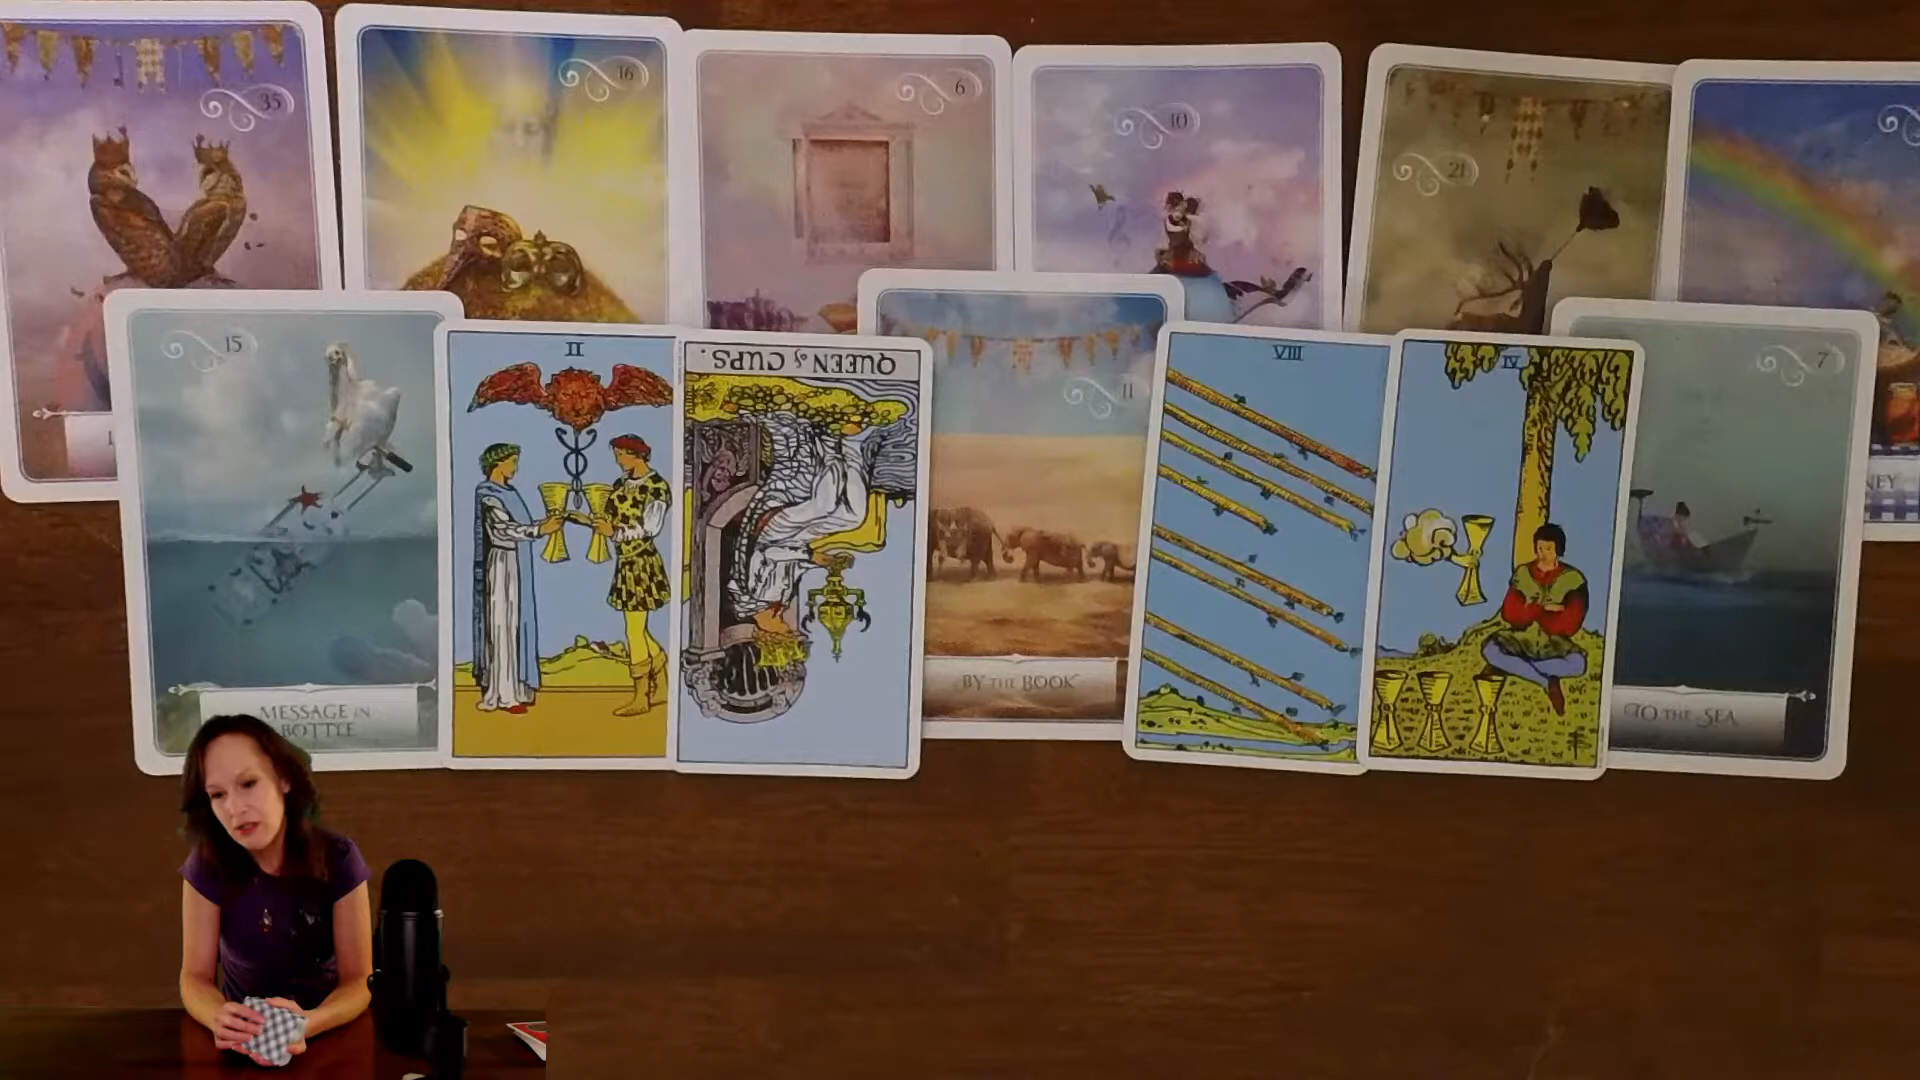 35
16
6
10
21
15
MESSAGE IN
BOTTLE
II
QUEEN of CUPS.
11
BY THE BOOK
VIII
IV
7
TO THE SEA
NEY